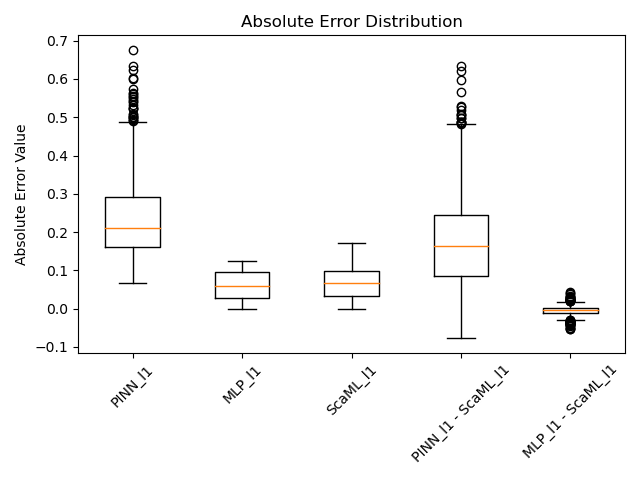 Absolute Error Distribution
Absolute Error Value
0.7
0.6
0.5
0.4
0.3
0.2
0.1
0.0
−0.1
PINN_l1
MLP_l1
ScaML_l1
PINN_l1 - ScaML_l1
MLP_l1 - ScaML_l1